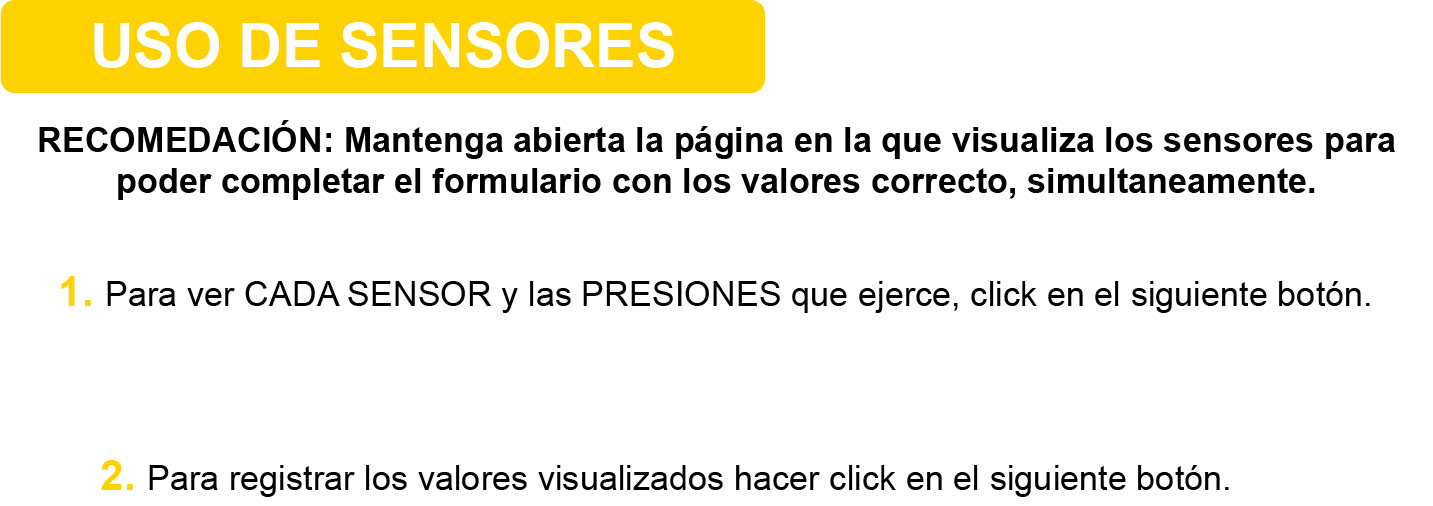 USO DE SENSORES
RECOMEDACIÓN: Mantenga abierta la página en la que visualiza los sensores para
poder completar el formulario con los valores correcto, simultaneamente.
1. Para ver CADA SENSOR y las PRESIONES que ejerce, click en el siguiente botón.
2. Para registrar los valores visualizados hacer click en el siguiente botón.